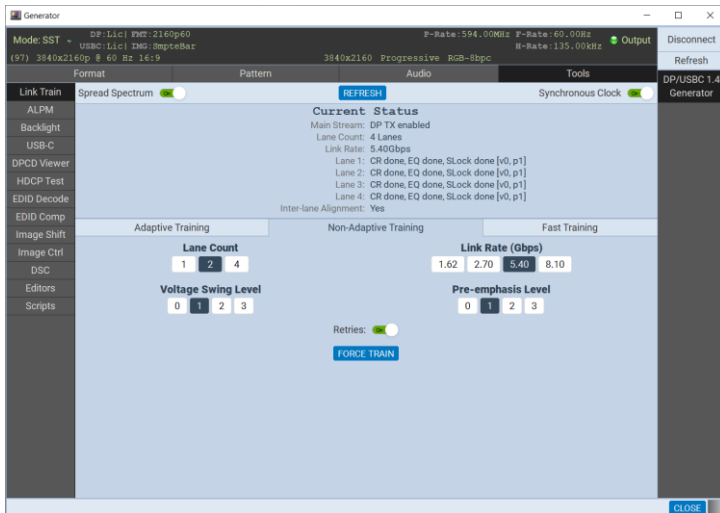 Generator
Mode: SST
DP:Lic| FMT:2160p60
USBC:Lic| IMG:SmpteBar
P-Rate:594.00MHz F-Rate:60.00Hz
H-Rate:135.00kHz
Output
(97) 3840x2160p @ 60 Hz 16:9
3840x2160 Progressive RGB-8bpc
Disconnect
Refresh
DP/USBC 1.4
Generator
Format Pattern Audio Tools
Link Train
ALPM
Backlight
USB-C
DPCD Viewer
HDCP Test
EDID Decode
EDID Comp
Image Shift
Image Ctrl
DSC
Editors
Scripts
Spread Spectrum On REFRESH Synchronous Clock On
Current Status
Main Stream: DP TX enabled
Lane Count: 4 Lanes
Link Rate: 5.40Gbps
Lane 1: CR done, EQ done, SLock done [v0, p1]
Lane 2: CR done, EQ done, SLock done [v0, p1]
Lane 3: CR done, EQ done, SLock done [v0, p1]
Lane 4: CR done, EQ done, SLock done [v0, p1]
Inter-lane Alignment: Yes
Adaptive Training Non-Adaptive Training Fast Training
Lane Count
1 2 4
Link Rate (Gbps)
1.62 2.70 5.40 8.10
Voltage Swing Level
0 1 2 3
Pre-emphasis Level
0 1 2 3
Retries: On
FORCE TRAIN
CLOSE